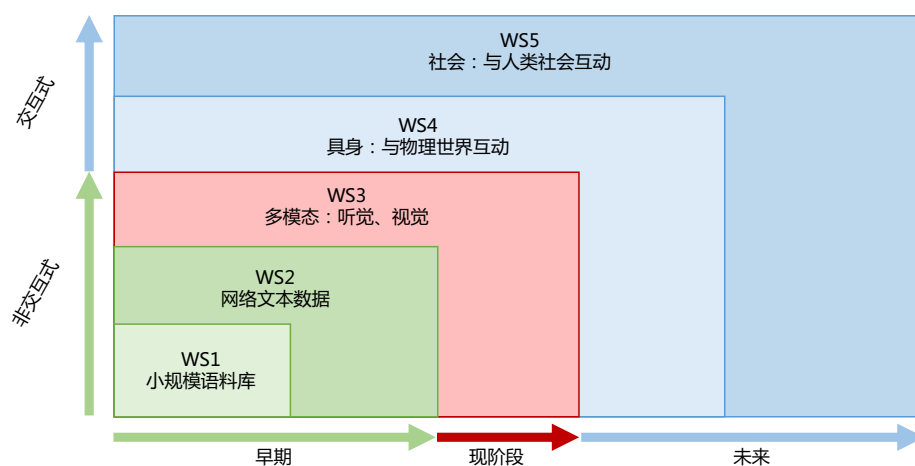 WS5
社会：与人类社会互动
交互式
WS4
具身：与物理世界互动
WS3
多模态：听觉、视觉
非交互式
WS2
网络文本数据
WS1
小规模语料库
早期
现阶段
未来